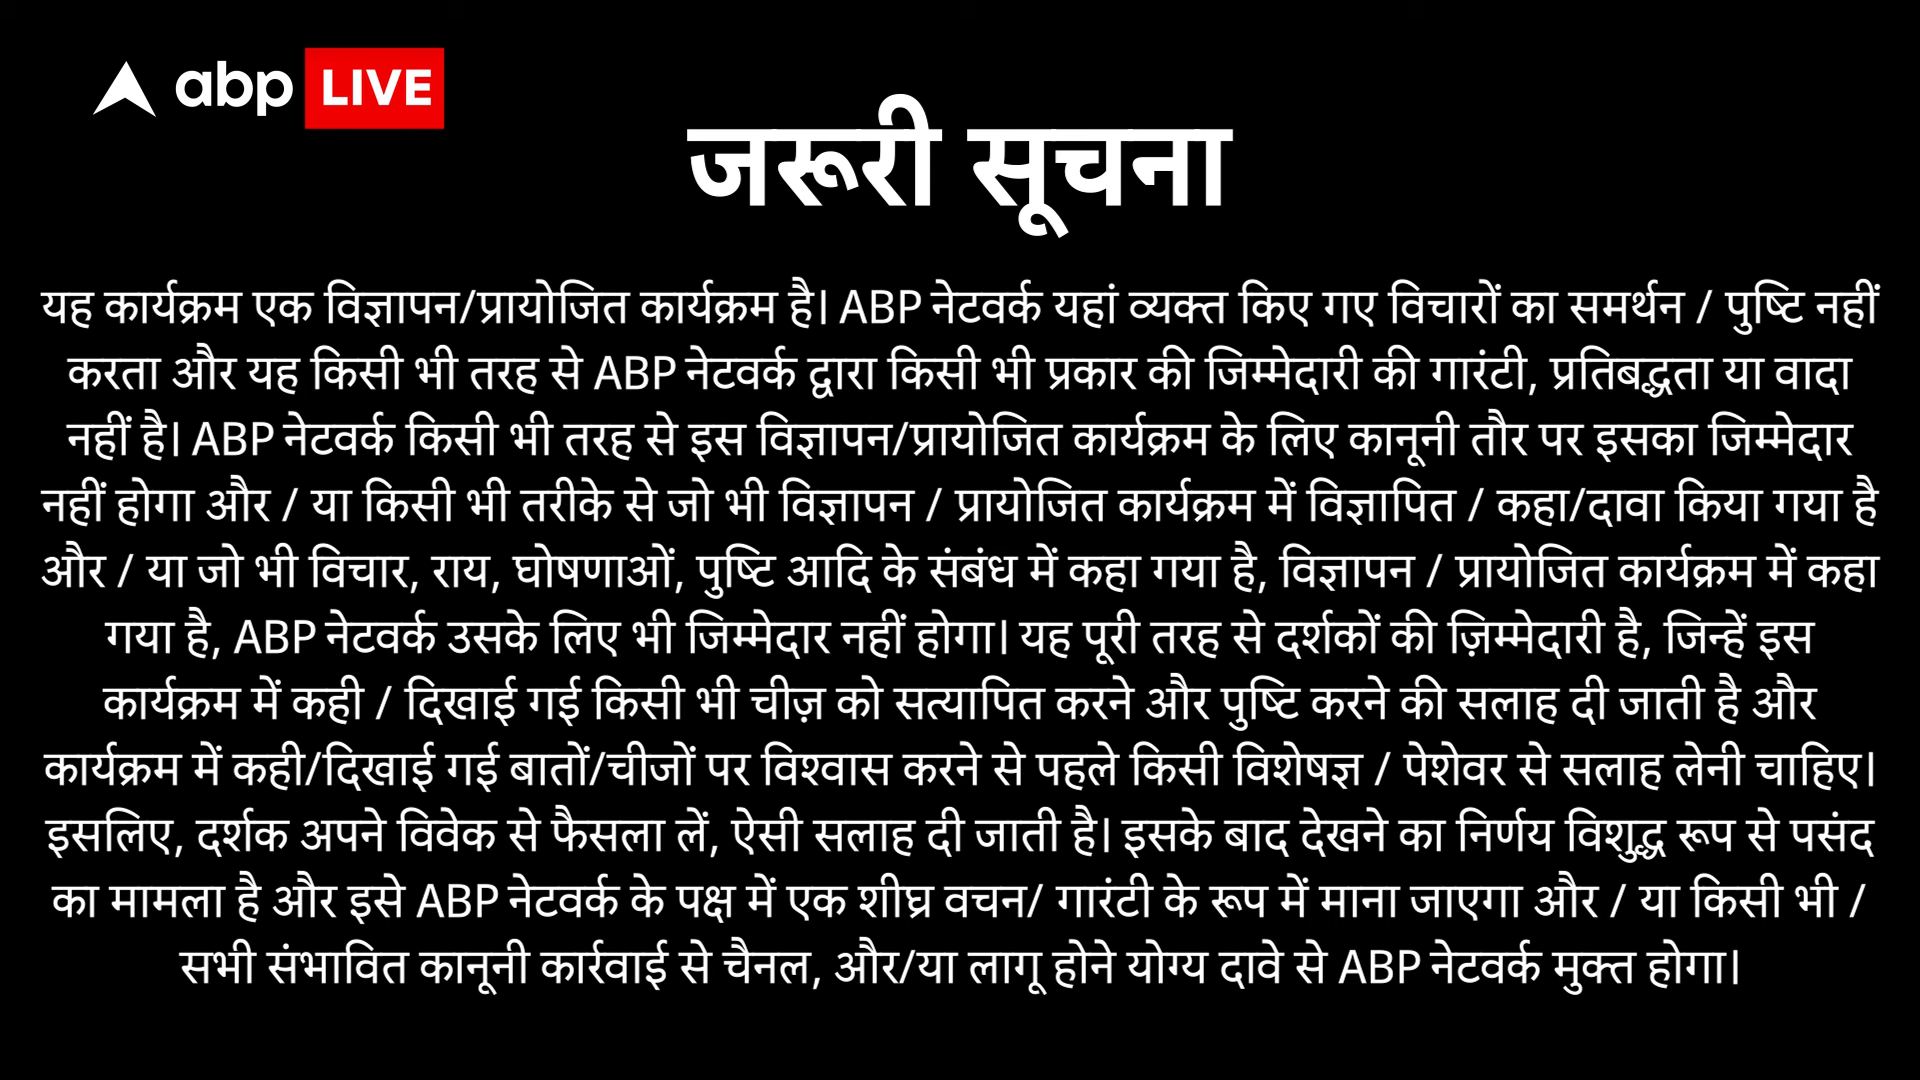 abp LIVE
जरूरी सूचना
यह कार्यक्रम एक विज्ञापन/प्रायोजित कार्यक्रम है। ABP नेटवर्क यहां व्यक्त किए गए विचारों का समर्थन / पुष्टि नहीं
करता और यह किसी भी तरह से ABP नेटवर्क द्वारा किसी भी प्रकार की जिम्मेदारी की गारंटी, प्रतिबद्धता या वादा
नहीं है। ABP नेटवर्क किसी भी तरह से इस विज्ञापन/प्रायोजित कार्यक्रम के लिए कानूनी तौर पर इसका जिम्मेदार
नहीं होगा और / या किसी भी तरीके से जो भी विज्ञापन / प्रायोजित कार्यक्रम में विज्ञापित / कहा/दावा किया गया है
और / या जो भी विचार, राय, घोषणाओं, पुष्टि आदि के संबंध में कहा गया है, विज्ञापन / प्रायोजित कार्यक्रम में कहा
गया है, ABP नेटवर्क उसके लिए भी जिम्मेदार नहीं होगा। यह पूरी तरह से दर्शकों की ज़िम्मेदारी है, जिन्हें इस
कार्यक्रम में कही / दिखाई गई किसी भी चीज़ को सत्यापित करने और पुष्टि करने की सलाह दी जाती है और
कार्यक्रम में कही/दिखाई गई बातों/चीजों पर विश्वास करने से पहले किसी विशेषज्ञ / पेशेवर से सलाह लेनी चाहिए।
इसलिए, दर्शक अपने विवेक से फैसला लें, ऐसी सलाह दी जाती है। इसके बाद देखने का निर्णय विशुद्ध रूप से पसंद
का मामला है और इसे ABP नेटवर्क के पक्ष में एक शीघ्र वचन/ गारंटी के रूप में माना जाएगा और / या किसी भी /
सभी संभावित कानूनी कार्रवाई से चैनल, और/या लागू होने योग्य दावे से ABP नेटवर्क मुक्त होगा।